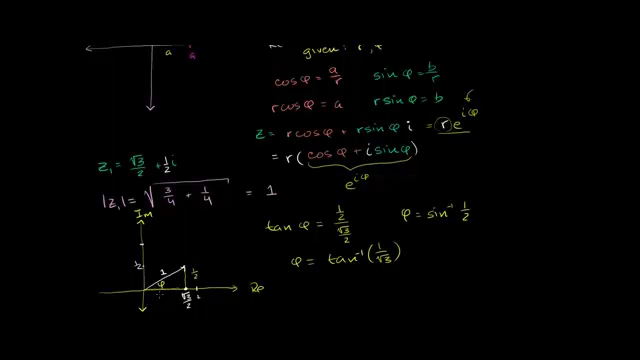 given: r, φ
a
a
cos φ = a/r   sin φ = b/r
r cos φ = a   r sin φ = b
z = r cos φ + r sin φ i = r e^{iφ}
= r ( cos φ + i sin φ )
e^{iφ}
z₁ = √3/2 + 1/2 i
|z₁| = √(3/4 + 1/4) = 1
Im
tan φ = (1/2)/(√3/2)   φ = sin⁻¹ 1/2
φ = tan⁻¹ (1/√3)
1/2
1
1/2
φ
Re
√3/2
1